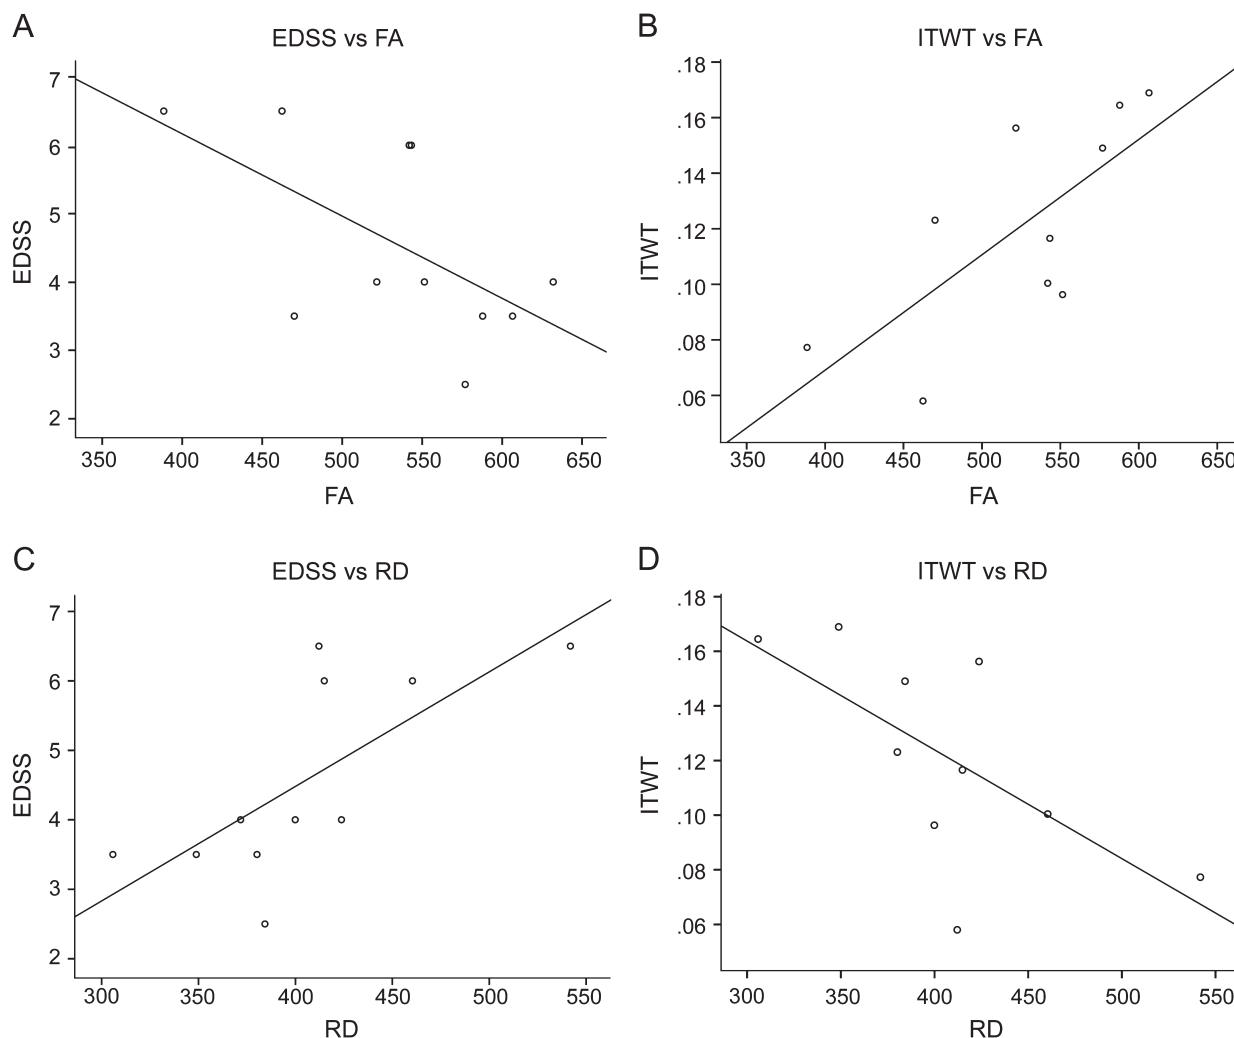 A
EDSS vs FA
7
6
5
4
3
2
EDSS
350 400 450 500 550 600 650
FA
B
ITWT vs FA
.18
.16
.14
.12
.10
.08
.06
ITWT
350 400 450 500 550 600 650
FA
C
EDSS vs RD
7
6
5
4
3
2
EDSS
300 350 400 450 500 550
RD
D
ITWT vs RD
.18
.16
.14
.12
.10
.08
.06
ITWT
300 350 400 450 500 550
RD